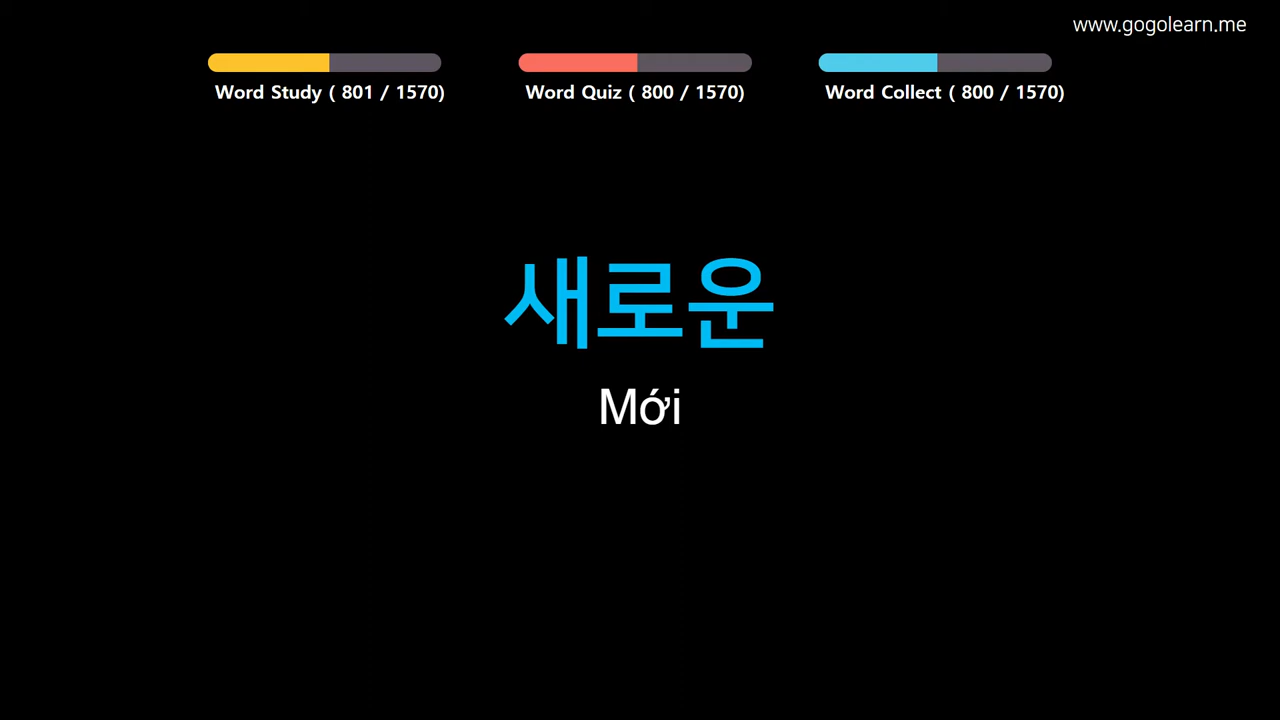 www.gogolearn.me
Word Study ( 801 / 1570)
Word Quiz ( 800 / 1570)
Word Collect ( 800 / 1570)
새로운
Mới